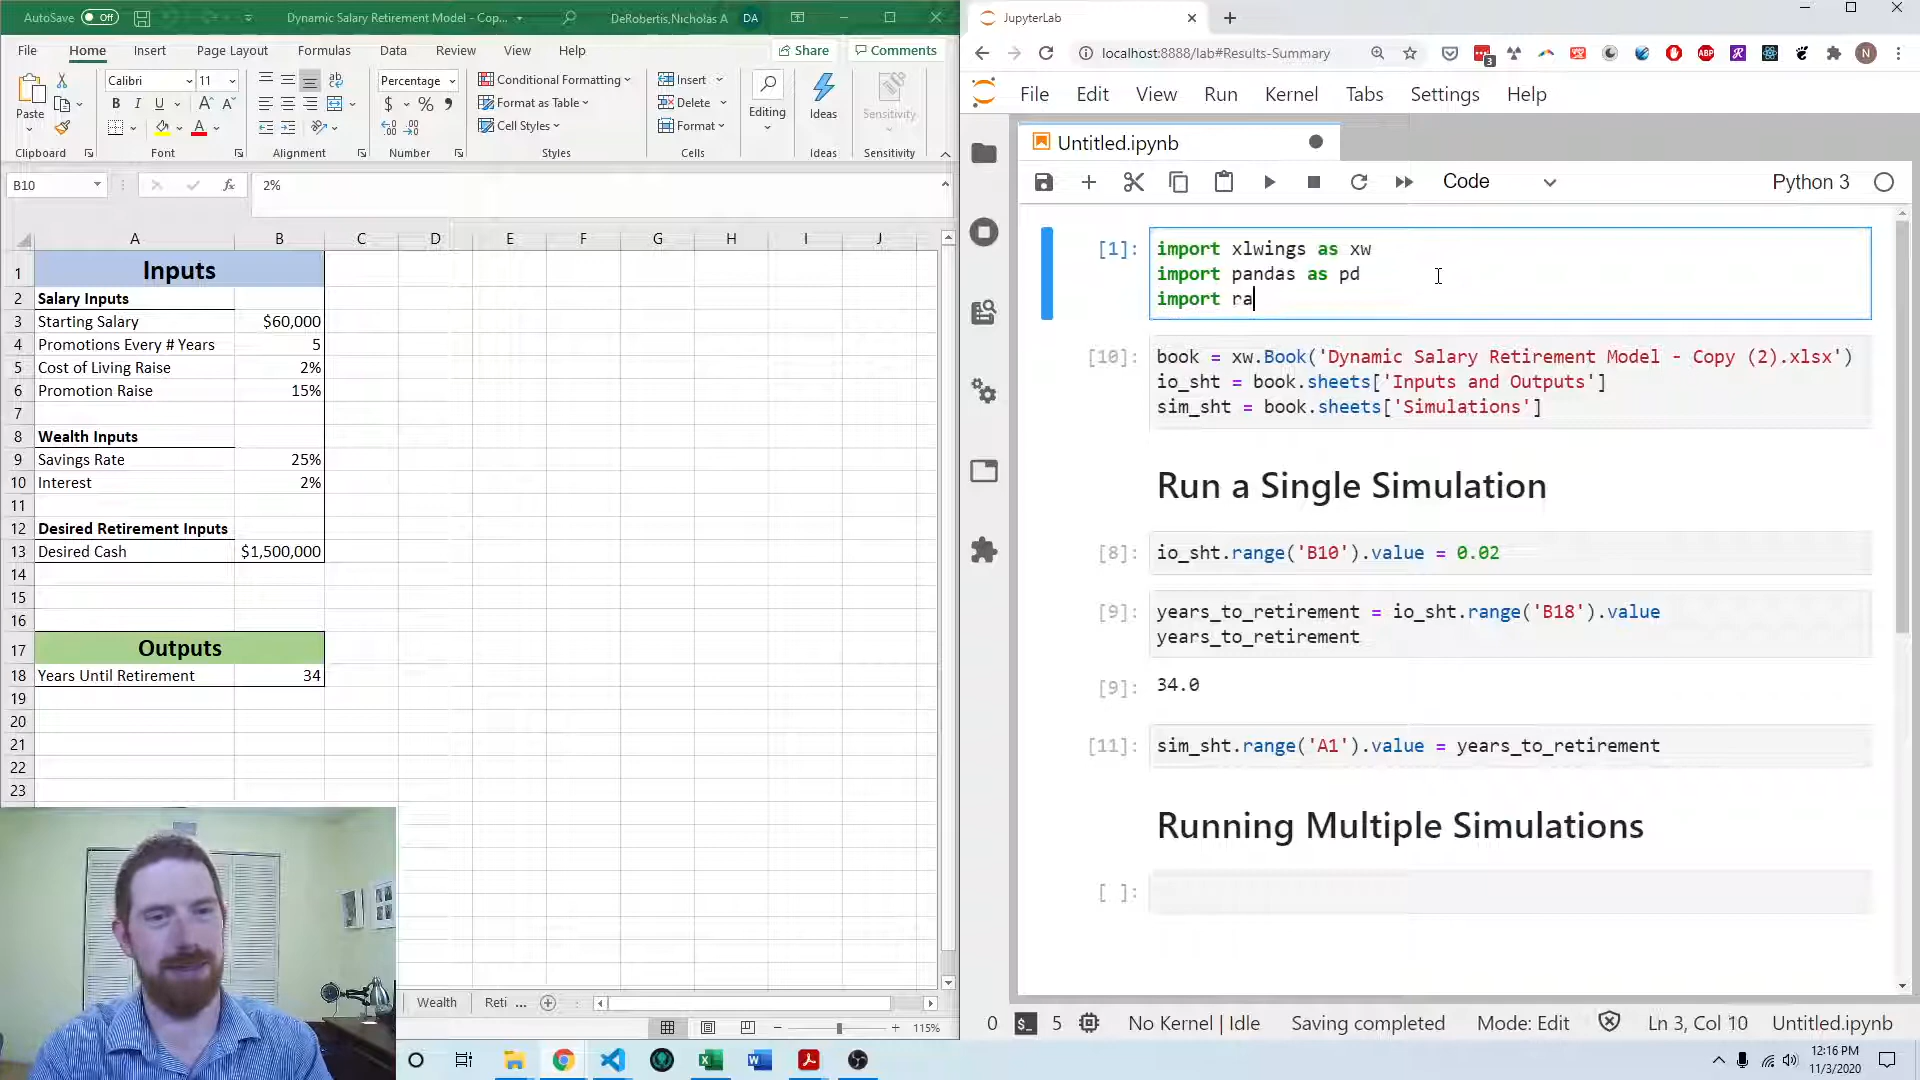 AutoSave
Off
Dynamic Salary Retirement Model - Cop...
DeRobertis,Nicholas A
DA
File
Home
Insert
Page Layout
Formulas
Data
Review
View
Help
Share
Comments
Paste
Clipboard
Calibri
11
B I U
A A
A
Font
ab
Alignment
Percentage
$ % 9
Number
Conditional Formatting
Format as Table
Cell Styles
Styles
Insert
Delete
Format
Cells
Editing
Ideas
Ideas
Sensitivity
Sensitivity
B10
fx
2%
A B C D E F G H I J
1 Inputs
2 Salary Inputs
3 Starting Salary $60,000
4 Promotions Every # Years 5
5 Cost of Living Raise 2%
6 Promotion Raise 15%
7
8 Wealth Inputs
9 Savings Rate 25%
10 Interest 2%
11
12 Desired Retirement Inputs
13 Desired Cash $1,500,000
14
15
16
17 Outputs
18 Years Until Retirement 34
19
20
21
22
23
Wealth
Reti ...
115%
JupyterLab
localhost:8888/lab#Results-Summary
3
ABP
R
N
File Edit View Run Kernel Tabs Settings Help
Untitled.ipynb
Code
Python 3
[1]: import xlwings as xw
import pandas as pd
import ra
[10]: book = xw.Book('Dynamic Salary Retirement Model - Copy (2).xlsx')
io_sht = book.sheets['Inputs and Outputs']
sim_sht = book.sheets['Simulations']
Run a Single Simulation
[8]: io_sht.range('B10').value = 0.02
[9]: years_to_retirement = io_sht.range('B18').value
years_to_retirement
[9]: 34.0
[11]: sim_sht.range('A1').value = years_to_retirement
Running Multiple Simulations
[ ]:
0
$_
5
No Kernel | Idle
Saving completed
Mode: Edit
Ln 3, Col 10
Untitled.ipynb
12:16 PM
11/3/2020